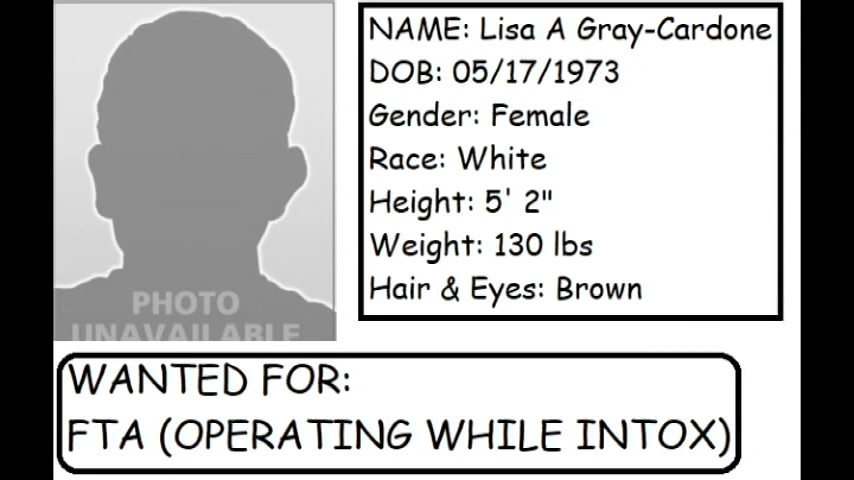 NAME: Lisa A Gray-Cardone
DOB: 05/17/1973
Gender: Female
Race: White
Height: 5' 2"
Weight: 130 lbs
Hair & Eyes: Brown
PHOTO
UNAVAILABLE
WANTED FOR:
FTA (OPERATING WHILE INTOX)